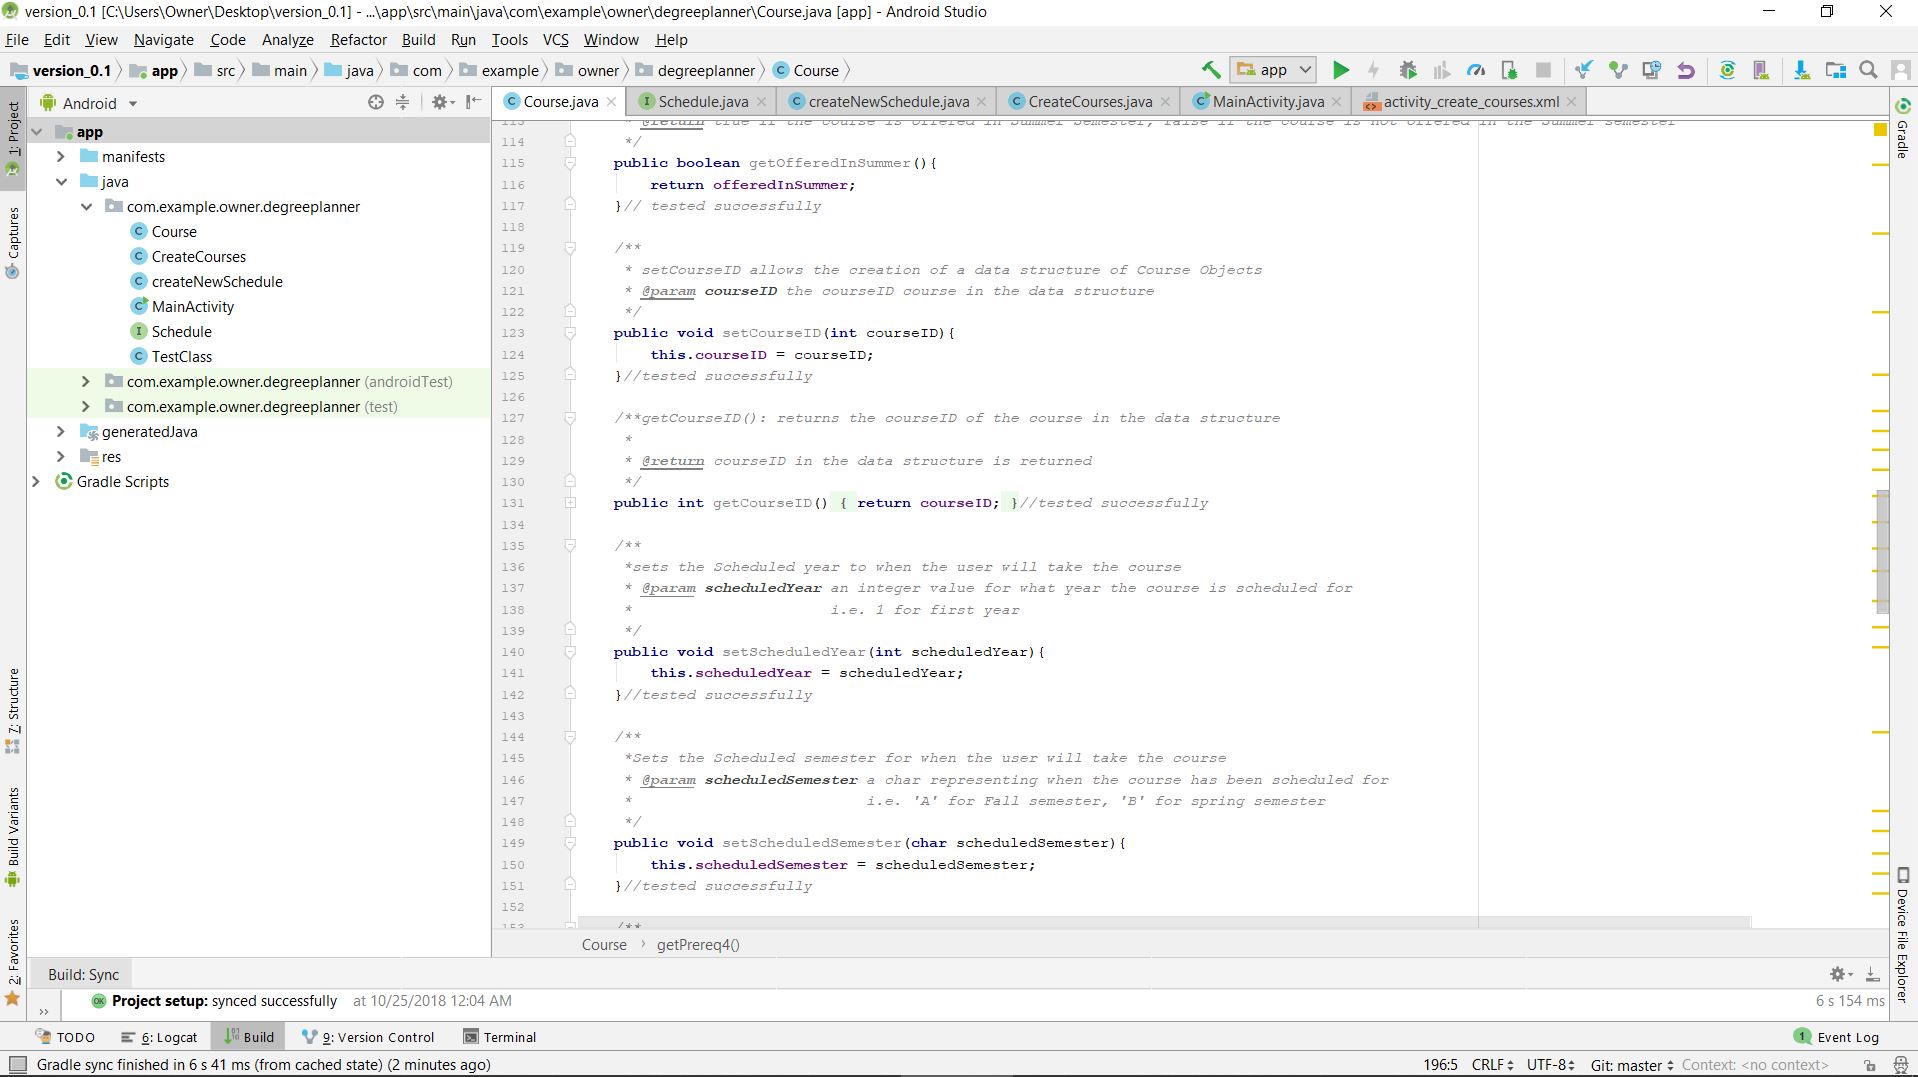 version_0.1 [C:\Users\Owner\Desktop\version_0.1] - ...\app\src\main\java\com\example\owner\degreeplanner\Course.java [app] - Android Studio
File Edit View Navigate Code Analyze Refactor Build Run Tools VCS Window Help
version_0.1 app src main java com example owner degreeplanner Course
app
Android
Course.java Schedule.java createNewSchedule.java CreateCourses.java MainActivity.java activity_create_courses.xml
1: Project
Captures
7: Structure
Build Variants
2: Favorites
app
manifests
java
com.example.owner.degreeplanner
Course
CreateCourses
createNewSchedule
MainActivity
Schedule
TestClass
com.example.owner.degreeplanner (androidTest)
com.example.owner.degreeplanner (test)
generatedJava
res
Gradle Scripts
113 * @return true if the course is offered in Summer Semester, false if the course is not offered in the Summer semester
114 */
115 public boolean getOfferedInSummer(){
116 return offeredInSummer;
117 }// tested successfully
118
119 /**
120 * setCourseID allows the creation of a data structure of Course Objects
121 * @param courseID the courseID course in the data structure
122 */
123 public void setCourseID(int courseID){
124 this.courseID = courseID;
125 }//tested successfully
126
127 /**getCourseID(): returns the courseID of the course in the data structure
128 *
129 * @return courseID in the data structure is returned
130 */
131 public int getCourseID() { return courseID; }//tested successfully
134
135 /**
136 *sets the Scheduled year to when the user will take the course
137 * @param scheduledYear an integer value for what year the course is scheduled for
138 * i.e. 1 for first year
139 */
140 public void setScheduledYear(int scheduledYear){
141 this.scheduledYear = scheduledYear;
142 }//tested successfully
143
144 /**
145 *Sets the Scheduled semester for when the user will take the course
146 * @param scheduledSemester a char representing when the course has been scheduled for
147 * i.e. 'A' for Fall semester, 'B' for spring semester
148 */
149 public void setScheduledSemester(char scheduledSemester){
150 this.scheduledSemester = scheduledSemester;
151 }//tested successfully
152
153 /**
Course › getPrereq4()
Gradle
Device File Explorer
Build: Sync
Project setup: synced successfully at 10/25/2018 12:04 AM
6 s 154 ms
TODO 6: Logcat Build 9: Version Control Terminal 1 Event Log
Gradle sync finished in 6 s 41 ms (from cached state) (2 minutes ago) 196:5 CRLF UTF-8 Git: master Context: <no context>